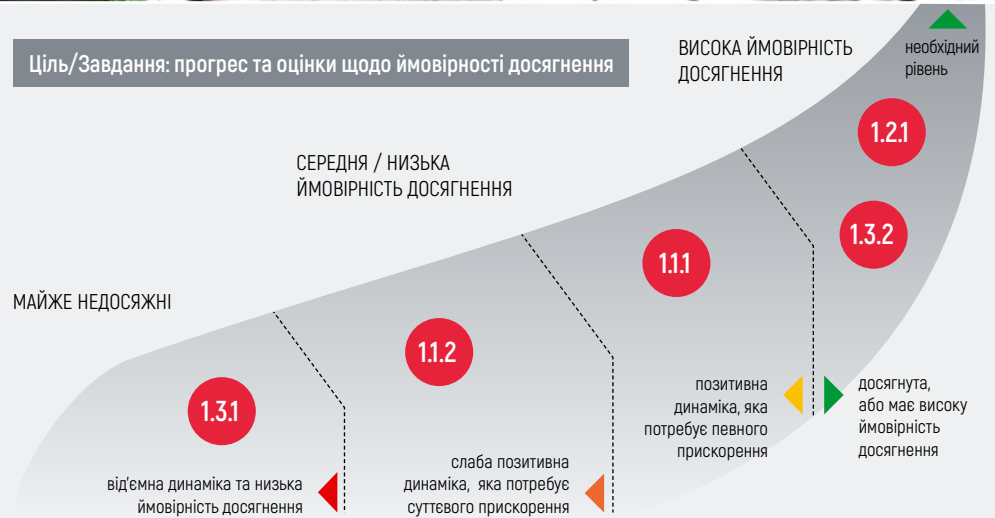 Ціль/Завдання: прогрес та оцінки щодо ймовірності досягнення
ВИСОКА ЙМОВІРНІСТЬ
ДОСЯГНЕННЯ
необхідний
рівень
1.2.1
СЕРЕДНЯ / НИЗЬКА
ЙМОВІРНІСТЬ ДОСЯГНЕННЯ
1.3.2
1.1.1
МАЙЖЕ НЕДОСЯЖНІ
1.1.2
1.3.1
позитивна
динаміка, яка
потребує певного
прискорення
досягнута,
або має високу
ймовірність
досягнення
слаба позитивна
динаміка, яка потребує
суттєвого прискорення
від'ємна динаміка та низька
ймовірність досягнення